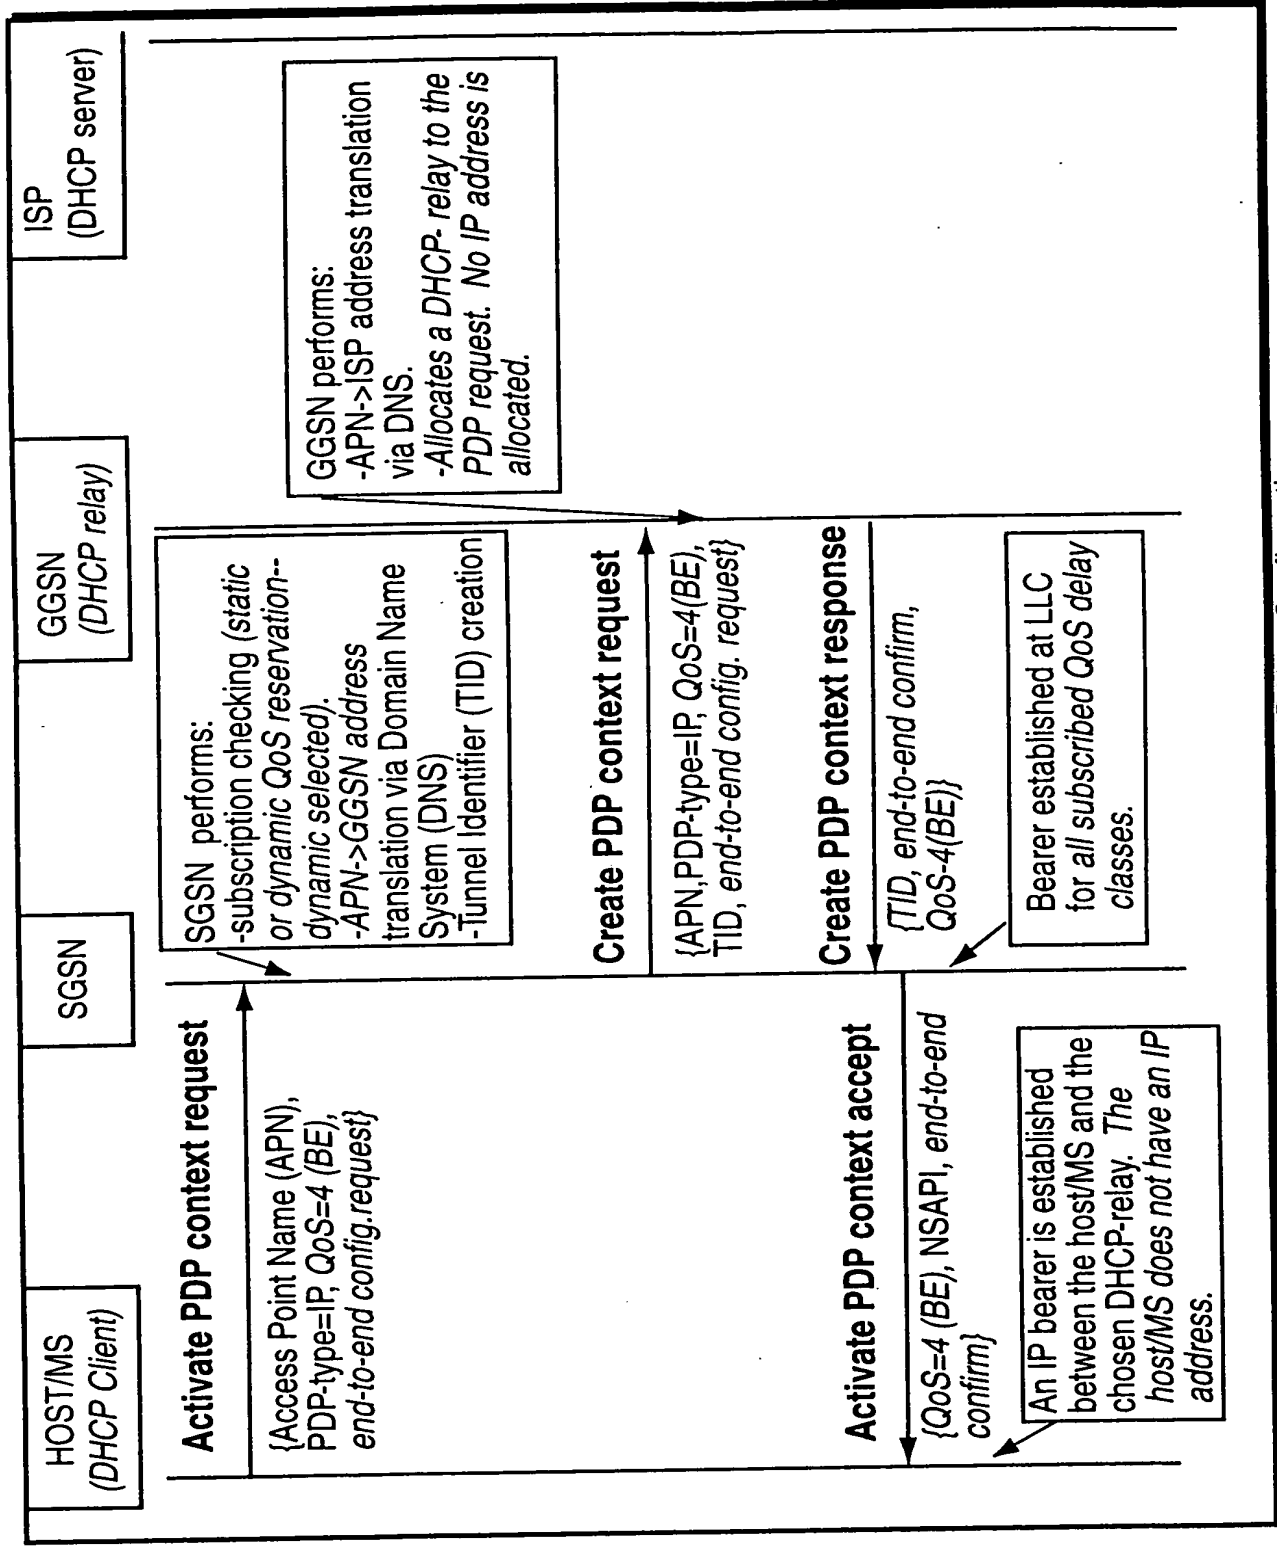 HOST/MS
(DHCP Client)
SGSN
GGSN
(DHCP relay)
ISP
(DHCP server)
Activate PDP context request
{Access Point Name (APN),
PDP-type=IP, QoS=4 (BE),
end-to-end config.request}
SGSN performs:
-subscription checking (static
or dynamic QoS reservation--
dynamic selected).
-APN->GGSN address
translation via Domain Name
System (DNS)
-Tunnel Identifier (TID) creation
Create PDP context request
{APN,PDP-type=IP, QoS=4(BE),
TID, end-to-end config. request}
GGSN performs:
-APN->ISP address translation
via DNS.
-Allocates a DHCP- relay to the
PDP request. No IP address is
allocated.
Create PDP context response
{TID, end-to-end confirm,
QoS-4(BE)}
Bearer established at LLC
for all subscribed QoS delay
classes.
Activate PDP context accept
{QoS=4 (BE), NSAPI, end-to-end
confirm}
An IP bearer is established
between the host/MS and the
chosen DHCP-relay. The
host/MS does not have an IP
address.